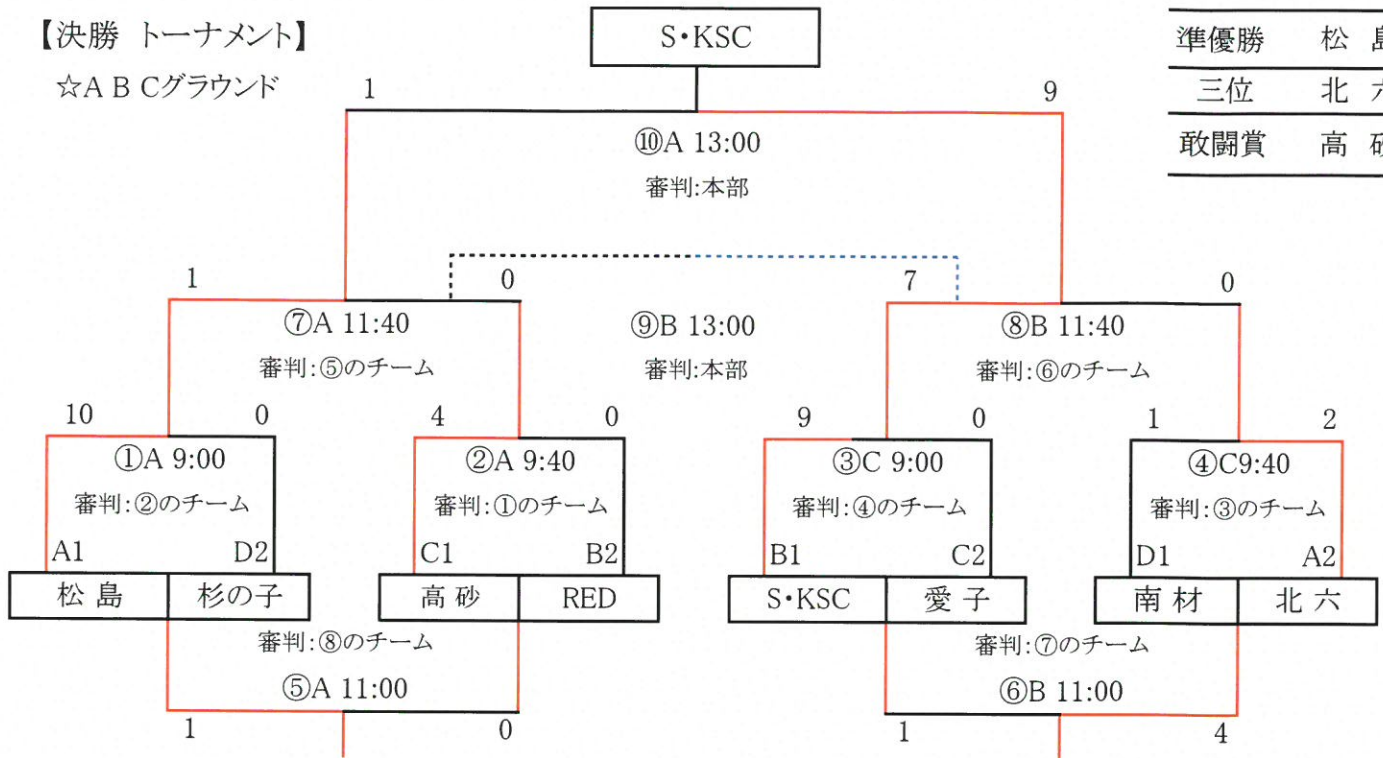 【決勝 トーナメント】
☆A B Cグラウンド
S・KSC
準優勝 松 島
三位 北
敢闘賞 高
1 9
⑩A 13:00
審判:本部
1 0 7 0
⑦A 11:40 ⑨B 13:00 ⑧B 11:40
審判:⑤のチーム 審判:本部 審判:⑥のチーム
10 0 4 0 9 0 1 2
①A 9:00 ②A 9:40 ③C 9:00 ④C9:40
審判:②のチーム 審判:①のチーム 審判:④のチーム 審判:③のチーム
A1 D2 C1 B2 B1 C2 D1 A2
松 島 杉の子 高 砂 RED S・KSC 愛 子 南 材 北 六
審判:⑧のチーム 審判:⑦のチーム
⑤A 11:00 ⑥B 11:00
1 0 1 4